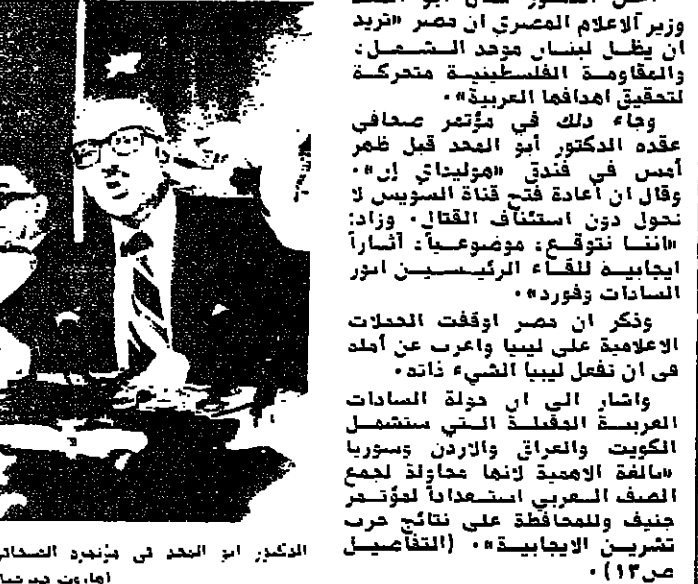 وزير الاعلام المصري ان مصر «تريد
ان يظل لبنان موحد الشمل،
والمقاومة الفلسطينية متحركة
لتحقيق اهدافها العربية».
وجاء ذلك في مؤتمر صحافي
عقده الدكتور أبو المجد قبل ظهر
أمس في فندق «هوليداي إن».
وقال ان أعادة فتح قناة السويس لا
تحول دون استئناف القتال. وزاد:
«اننا نتوقع، موضوعياً، آثاراً
ايجابية للقاء الرئيسين انور
السادات وفورد».
وذكر ان مصر اوقفت الحملات
الاعلامية على ليبيا واعرب عن أمله
في ان تفعل ليبيا الشيء ذاته.
واشار الى ان جولة السادات
العربية المقبلة التي ستشمل
الكويت والعراق والاردن وسوريا
«بالغة الاهمية لانها محاولة لجمع
الصف العربي استعداداً لمؤتمر
جنيف وللمحافظة على نتائج حرب
تشرين الايجابية». (التفاصيل
ص١٣).
الدكتور ابو المجد في مؤتمره الصحافي